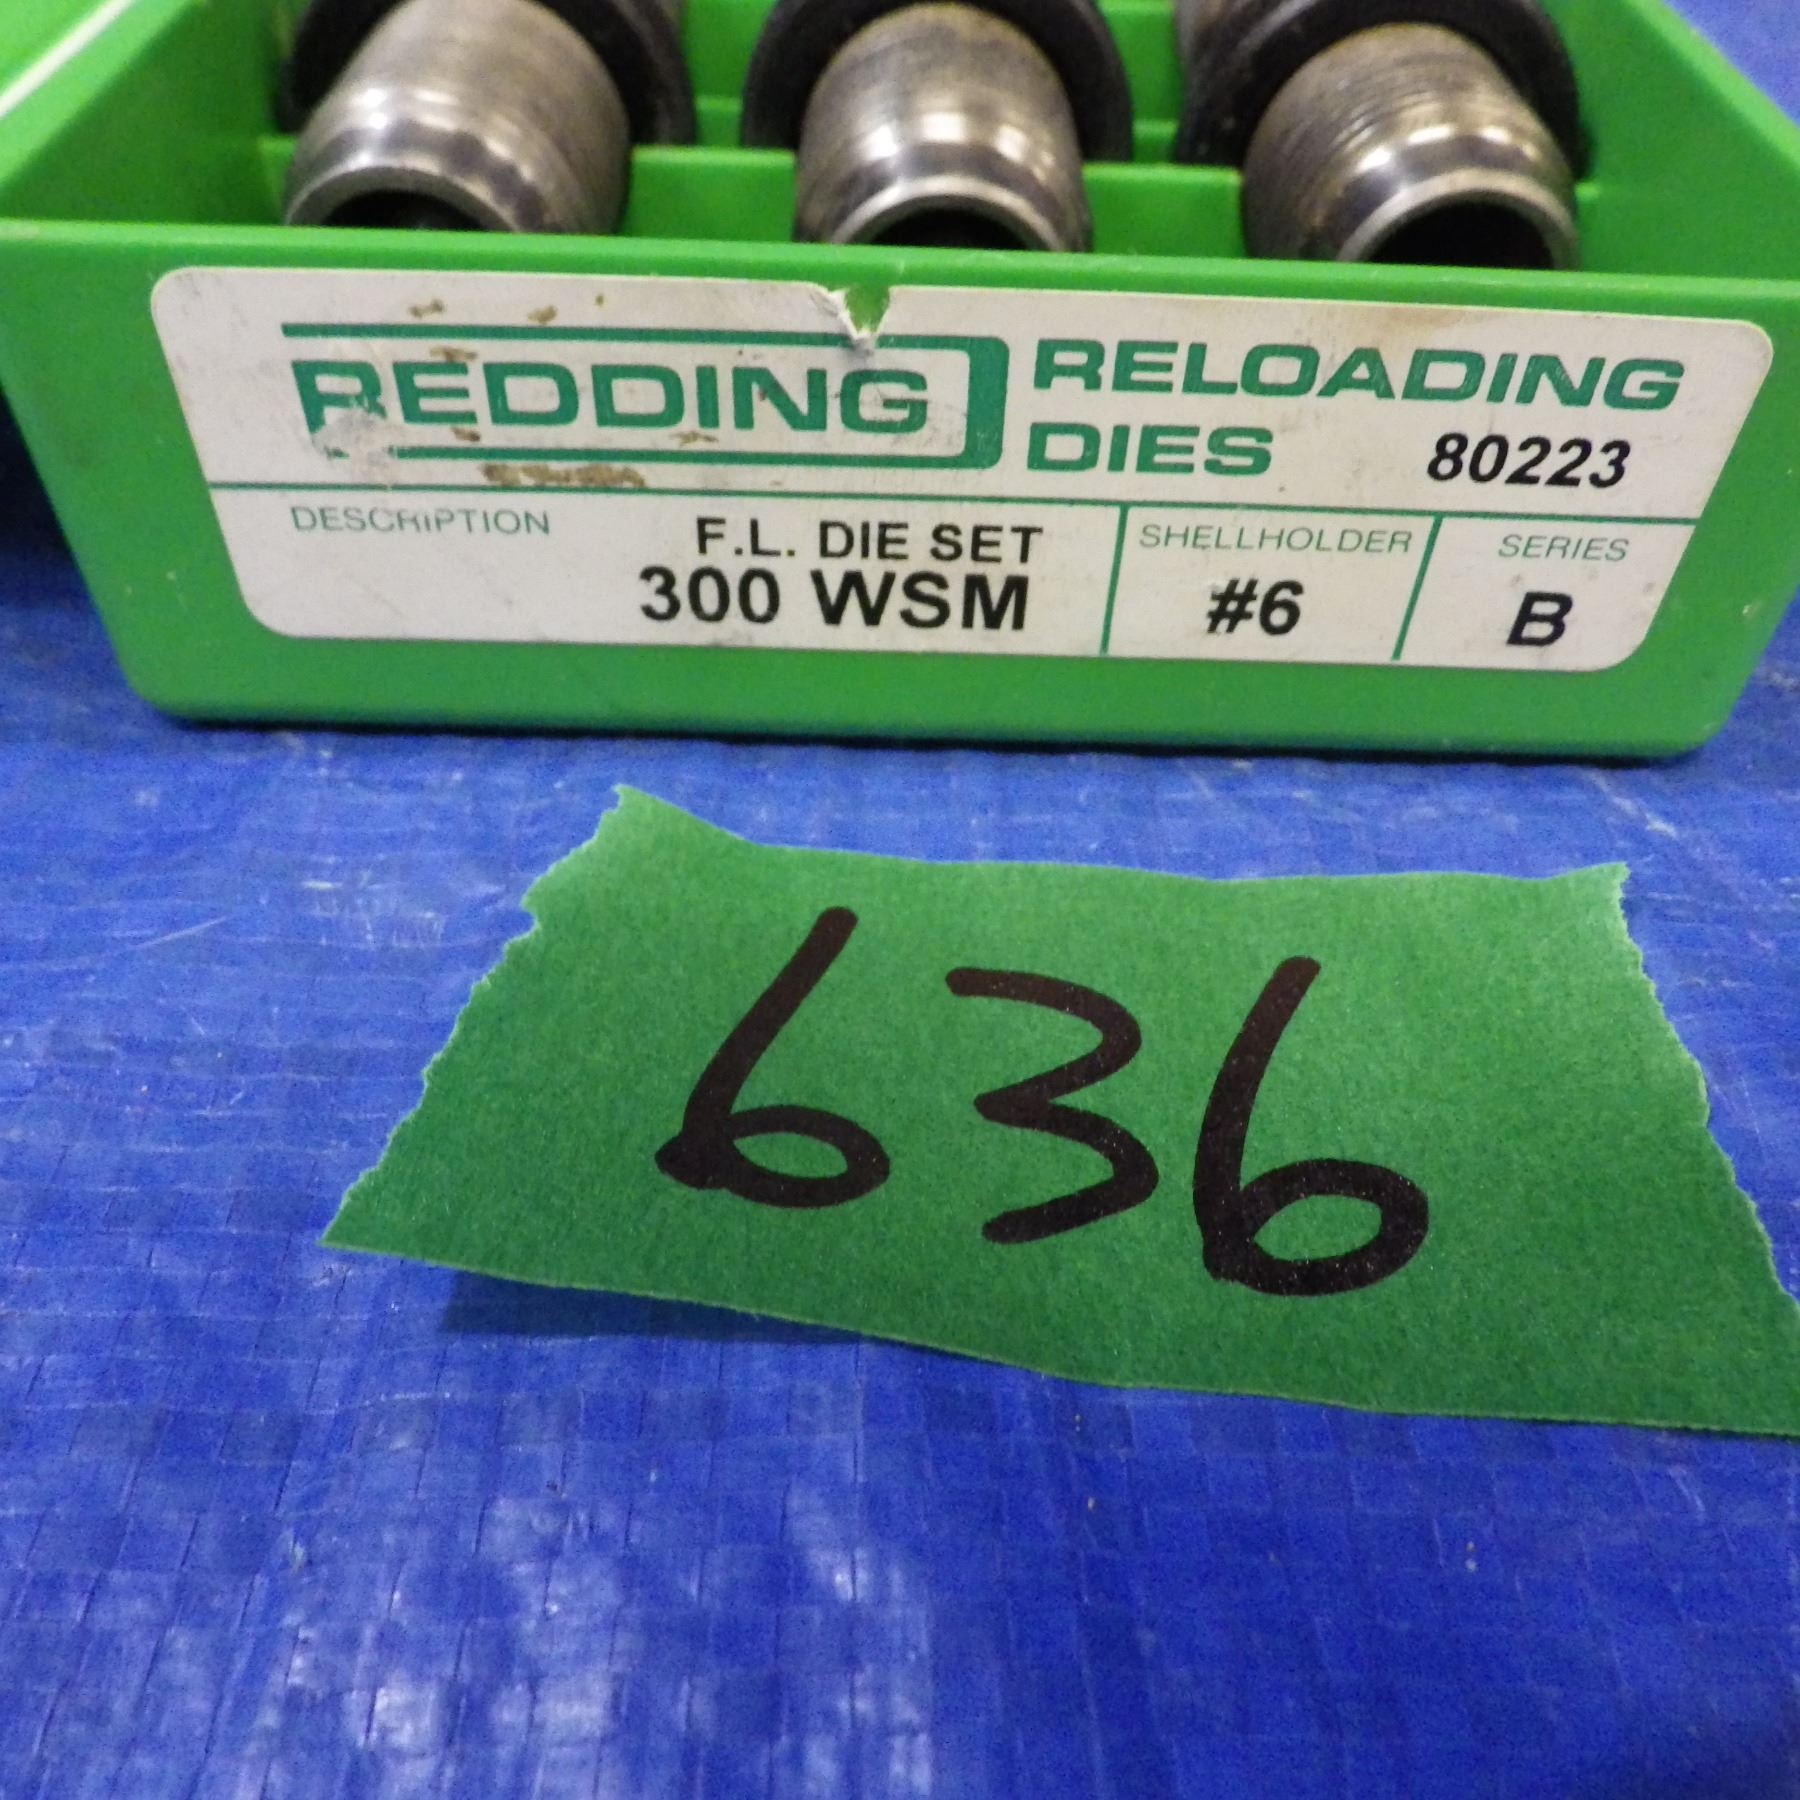 REDDING RELOADING
DIES 80223
DESCRIPTION F.L. DIE SET SHELLHOLDER SERIES
300 WSM #6 B
636